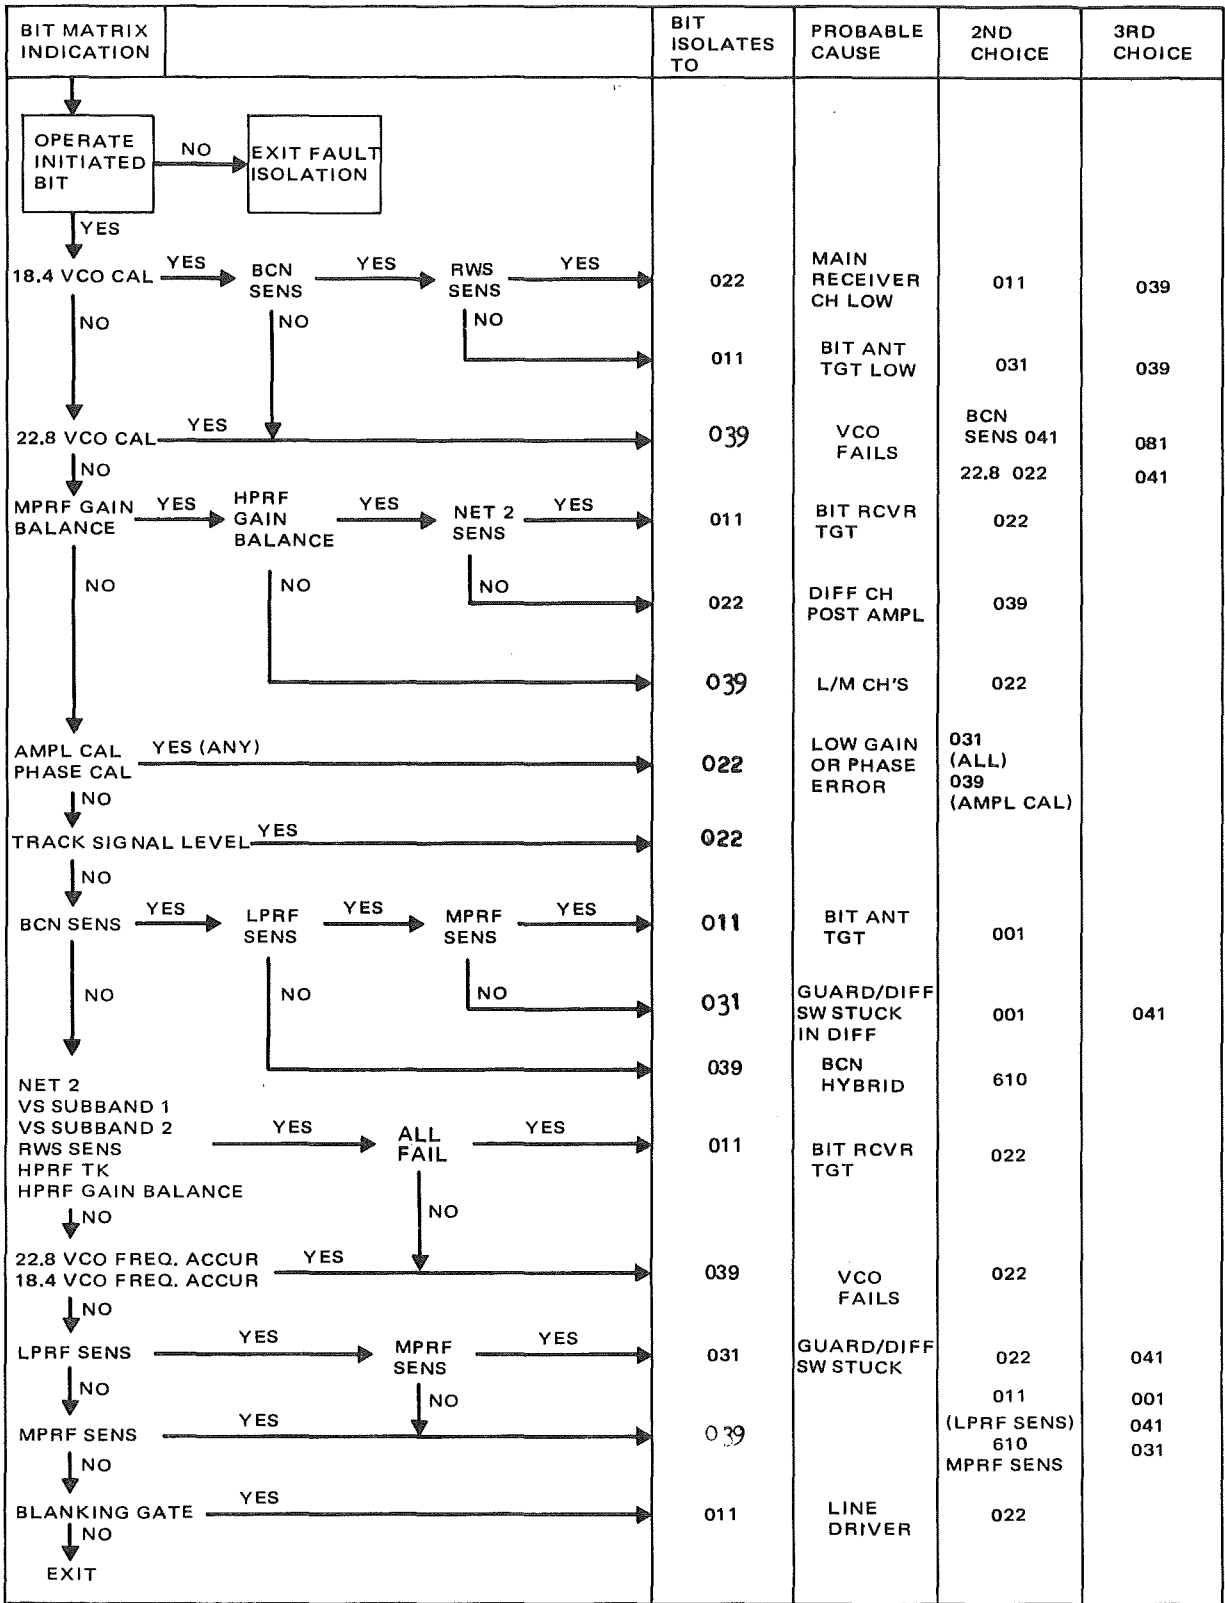 BIT MATRIX
INDICATION
BIT
ISOLATES
TO
PROBABLE
CAUSE
2ND
CHOICE
3RD
CHOICE
OPERATE
INITIATED
BIT
NO
EXIT FAULT
ISOLATION
YES
18.4 VCO CAL
YES
BCN
SENS
YES
RWS
SENS
YES
022
MAIN
RECEIVER
CH LOW
011
039
NO
NO
NO
011
BIT ANT
TGT LOW
031
039
22.8 VCO CAL
YES
039
VCO
FAILS
BCN
SENS 041
081
22.8 022
041
NO
MPRF GAIN
BALANCE
YES
HPRF
GAIN
BALANCE
YES
NET 2
SENS
YES
011
BIT RCVR
TGT
022
NO
NO
NO
022
DIFF CH
POST AMPL
039
039
L/M CH'S
022
AMPL CAL
PHASE CAL
YES (ANY)
022
LOW GAIN
OR PHASE
ERROR
031
(ALL)
039
(AMPL CAL)
NO
TRACK SIGNAL LEVEL
YES
022
NO
BCN SENS
YES
LPRF
SENS
YES
MPRF
SENS
YES
011
BIT ANT
TGT
001
NO
NO
NO
031
GUARD/DIFF
SW STUCK
IN DIFF
001
041
039
BCN
HYBRID
610
NET 2
VS SUBBAND 1
VS SUBBAND 2
RWS SENS
HPRF TK
HPRF GAIN BALANCE
YES
ALL
FAIL
YES
011
BIT RCVR
TGT
022
NO
NO
22.8 VCO FREQ. ACCUR
18.4 VCO FREQ. ACCUR
YES
039
VCO
FAILS
022
NO
LPRF SENS
YES
MPRF
SENS
YES
031
GUARD/DIFF
SW STUCK
022
041
NO
NO
011
001
MPRF SENS
YES
039
(LPRF SENS)
610
MPRF SENS
041
031
NO
BLANKING GATE
YES
011
LINE
DRIVER
022
NO
EXIT